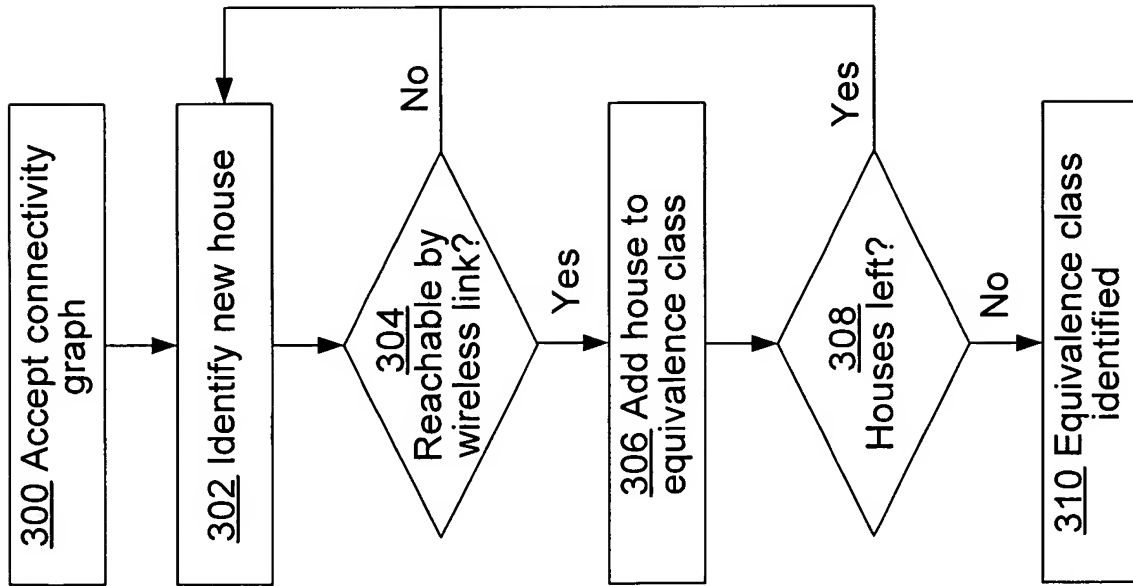 300 Accept connectivity
graph
302 Identify new house
304
Reachable by
wireless link?
No
Yes
306 Add house to
equivalence class
308
Houses left?
Yes
No
310 Equivalence class
identified